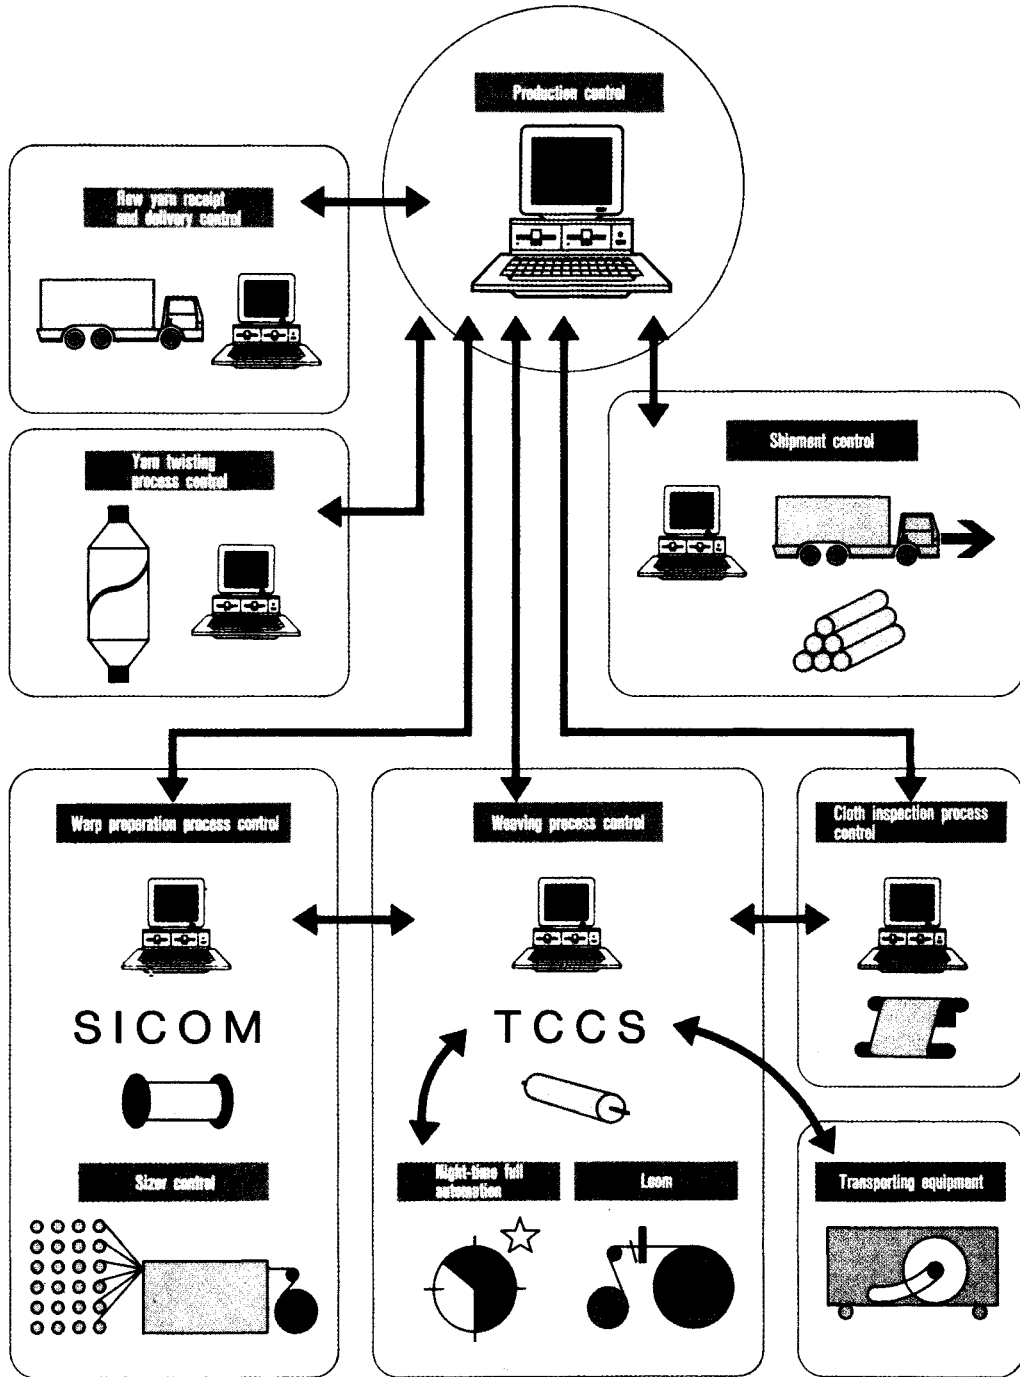 Production control
Raw yarn receipt
and delivery control
Yarn twisting
process control
Shipment control
Warp preparation process control
Weaving process control
Cloth inspection process
control
SICOM
TCCS
Sizer control
Night-time full
automation
Loom
Transporting equipment